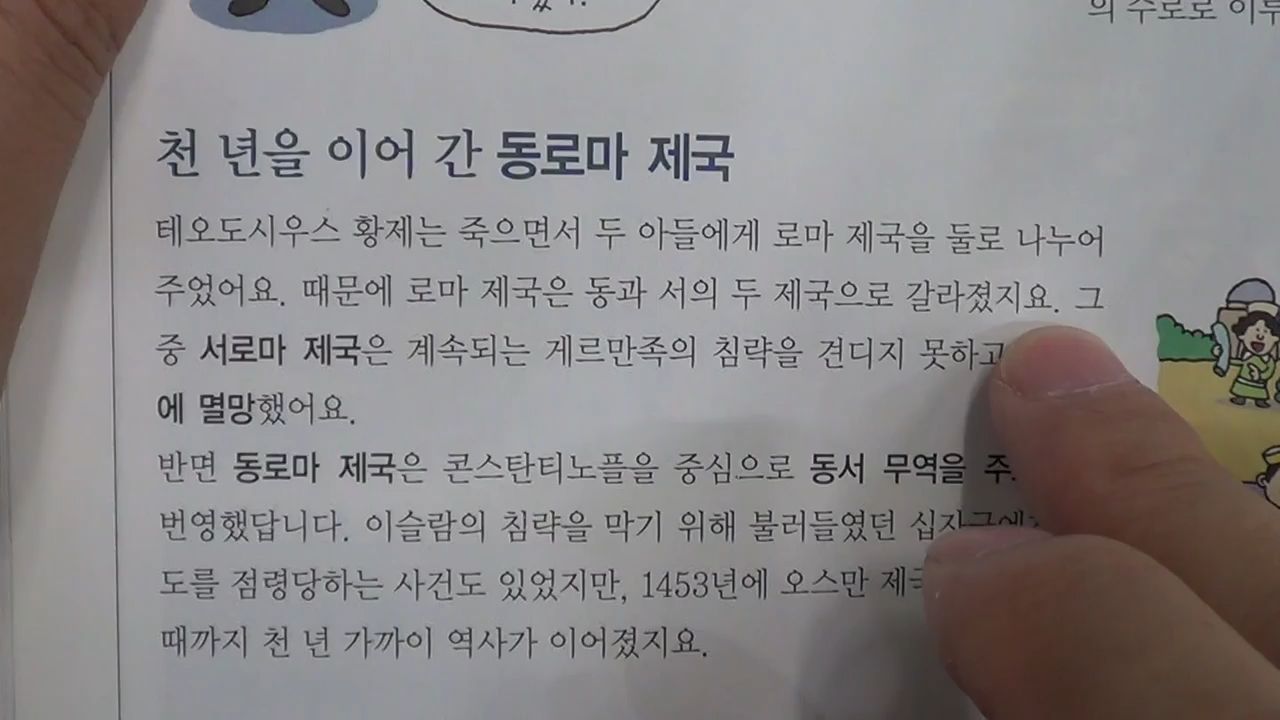 의 수로로 이루
천 년을 이어 간 동로마 제국
테오도시우스 황제는 죽으면서 두 아들에게 로마 제국을 둘로 나누어
주었어요. 때문에 로마 제국은 동과 서의 두 제국으로 갈라졌지요. 그
중 서로마 제국은 계속되는 게르만족의 침략을 견디지 못하고
에 멸망했어요.
반면 동로마 제국은 콘스탄티노플을 중심으로 동서 무역을
번영했답니다. 이슬람의 침략을 막기 위해 불러들였던
도를 점령당하는 사건도 있었지만, 1453년에 오스만
때까지 천 년 가까이 역사가 이어졌지요.